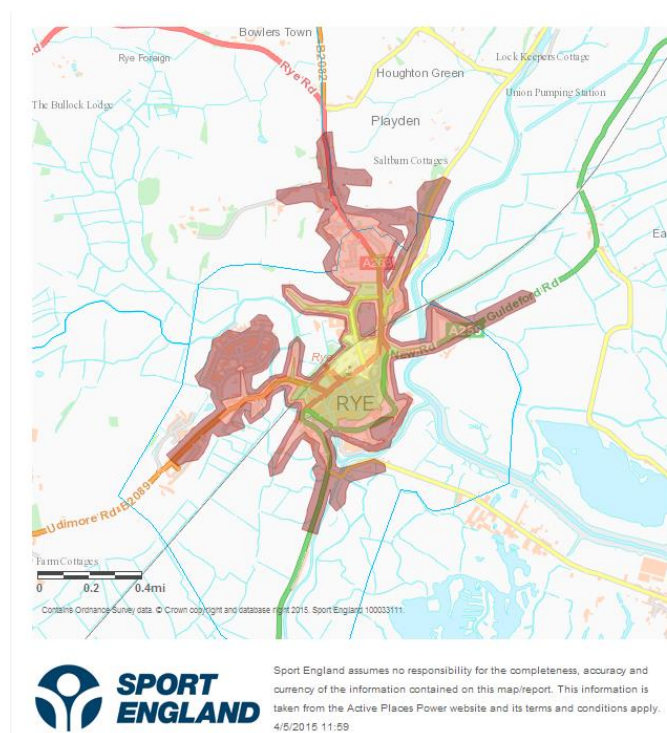 Bowlers Town
B2082
Rye Foreign
Rye Rd
Lock Keepers Cottage
Houghton Green
The Bullock Lodge
Union Pumping Station
Playden
Saltbarn Cottages
Guldeford Rd
New Rd
Rye
RYE
Udimore Rd
B2089
Farm Cottages
0 0.2 0.4mi
Contains Ordnance Survey data. © Crown copyright and database right 2015. Sport England 100033111.
SPORT
ENGLAND
Sport England assumes no responsibility for the completeness, accuracy and
currency of the information contained on this map/report. This information is
taken from the Active Places Power website and its terms and conditions apply.
4/5/2015 11:59